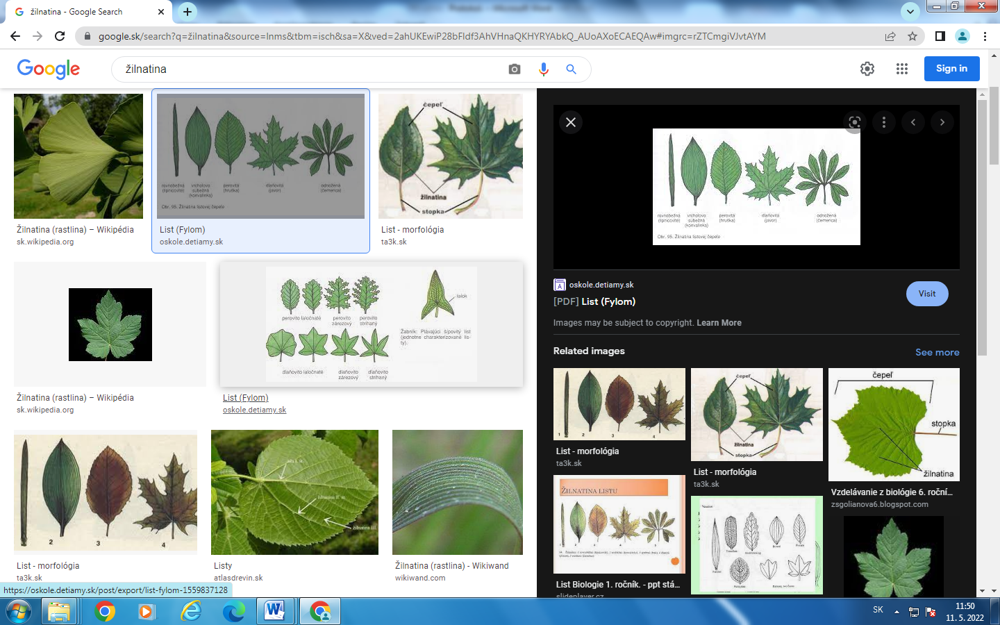 žilnatina - Google Search
google.sk/search?q=žilnatina&source=lnms&tbm=isch&sa=X&ved=2ahUKEwiP28bFldf3AhVHnaQKHYRYAbkQ_AUoAXoECAEQAw#imgrc=rZTCmgiVJvtAYM
Google
žilnatina
Sign in
rovnobežná vrcholovo perovitá dlaňovitá odnožená
(lipnicovité) súbežná (hruška) (javor) (čemerica)
(konvalinka)
Obr. 95. Žilnatina listovej čepele
čepeľ
žilnatina
stopka
Žilnatina (rastlina) – Wikipédia
sk.wikipedia.org
List (Fylom)
oskole.detiamy.sk
List - morfológia
ta3k.sk
lalok
perovito laločnaté perovito perovito
zárezový strihaný
Žabník: Plávajúci šípovitý list
(jednotne charakterizované lis-
ty).
dlaňovito laločnaté dlaňovito dlaňovito
zárezový strihaný
Žilnatina (rastlina) – Wikipédia
sk.wikipedia.org
List (Fylom)
oskole.detiamy.sk
2 3 4
List - morfológia
ta3k.sk
Listy
atlasdrevin.sk
Žilnatina (rastlina) - Wikiwand
wikiwand.com
https://oskole.detiamy.sk/post/export/list-fylom-1559837128
rovnobežná vrcholovo perovitá dlaňovitá odnožená
(lipnicovité) súbežná (hruška) (javor) (čemerica)
(konvalinka)
Obr. 95. Žilnatina listovej čepele
A
oskole.detiamy.sk
[PDF] List (Fylom)
Visit
Images may be subject to copyright. Learn More
Related images
See more
1 2 3 4
List - morfológia
ta3k.sk
čepeľ
žilnatina
stopka
List - morfológia
ta3k.sk
čepeľ
stopka
žilnatina
Vzdelávanie z biológie 6. roční...
zsgolianova6.blogspot.com
ŽILNATINA LISTU
List Biologie 1. ročník. - ppt stá...
slideplayer.cz
SK
11:50
11. 5. 2022